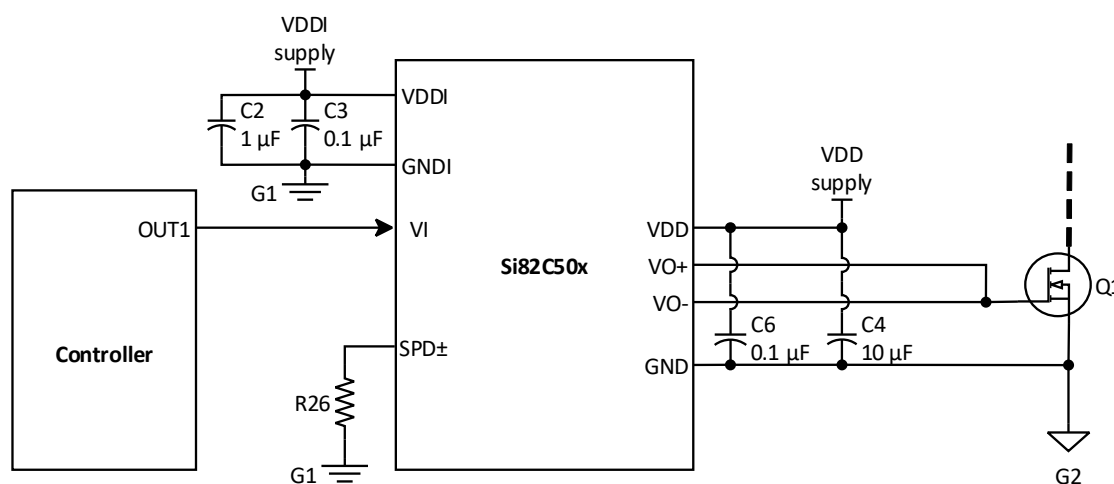 VDDI
supply
VDDI
C2
1 µF
C3
0.1 µF
GNDI
G1
VDD
supply
OUT1
VI
VDD
Si82C50x
VO+
VO-
Q1
C6
0.1 µF
C4
10 µF
Controller
SPD±
GND
R26
G1
G2